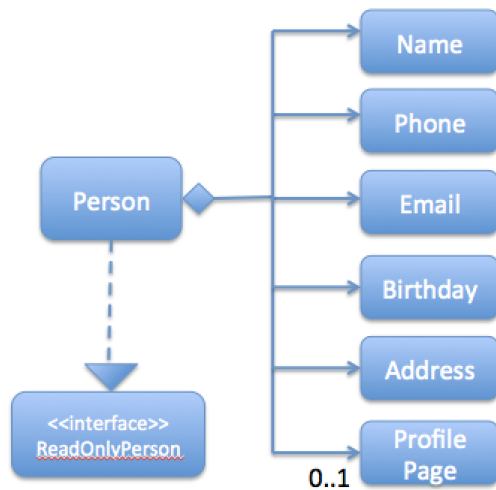 Name
Phone
Person
Email
Birthday
Address
<<interface>>
ReadOnlyPerson
Profile
Page
0..1